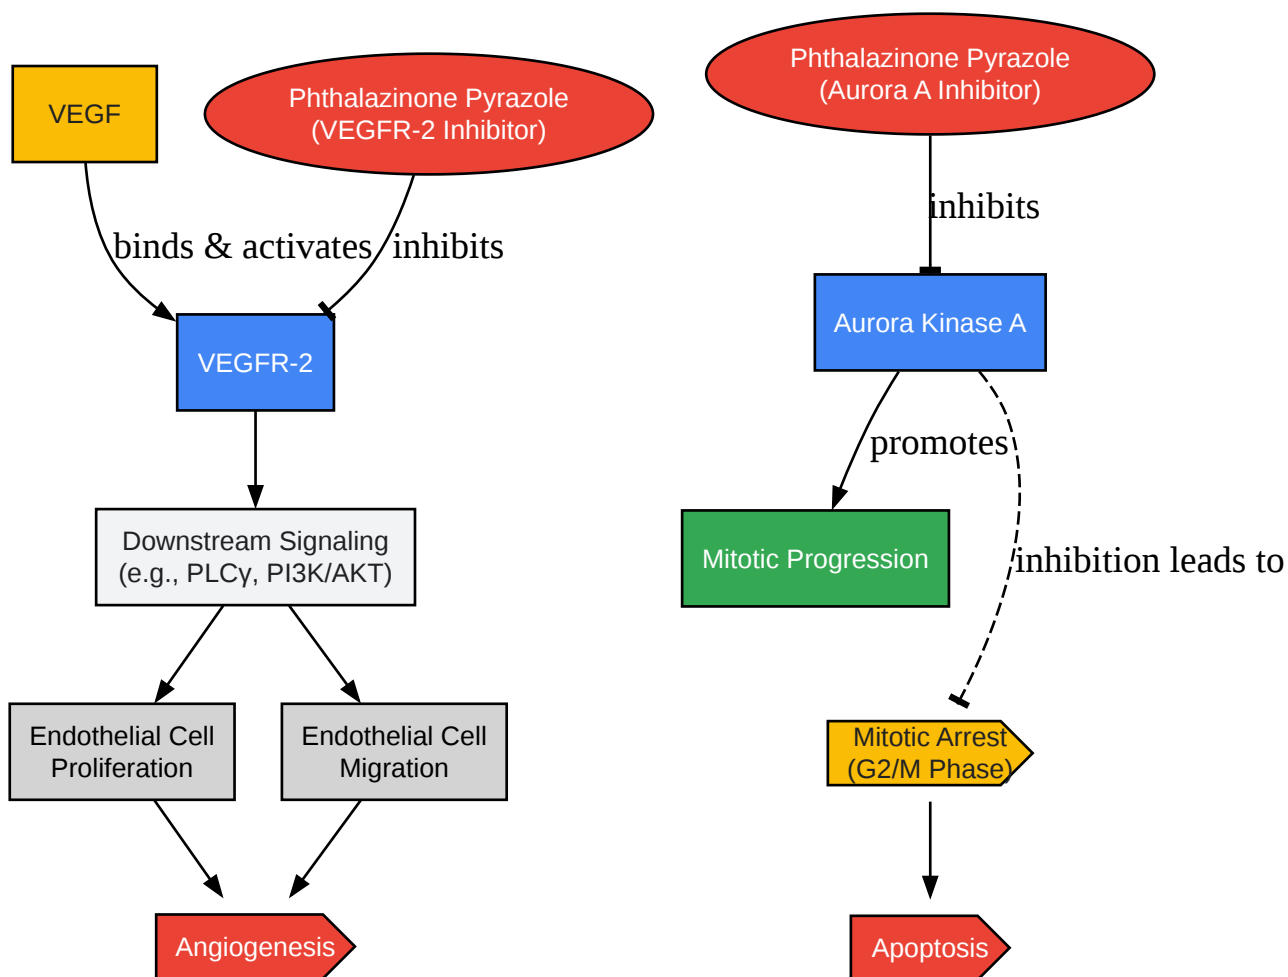 VEGF
Phthalazinone Pyrazole
(VEGFR-2 Inhibitor)
binds & activates
inhibits
VEGFR-2
Downstream Signaling
(e.g., PLCγ, PI3K/AKT)
Endothelial Cell
Proliferation
Endothelial Cell
Migration
Angiogenesis
Phthalazinone Pyrazole
(Aurora A Inhibitor)
inhibits
Aurora Kinase A
promotes
Mitotic Progression
inhibition leads to
Mitotic Arrest
(G2/M Phase)
Apoptosis